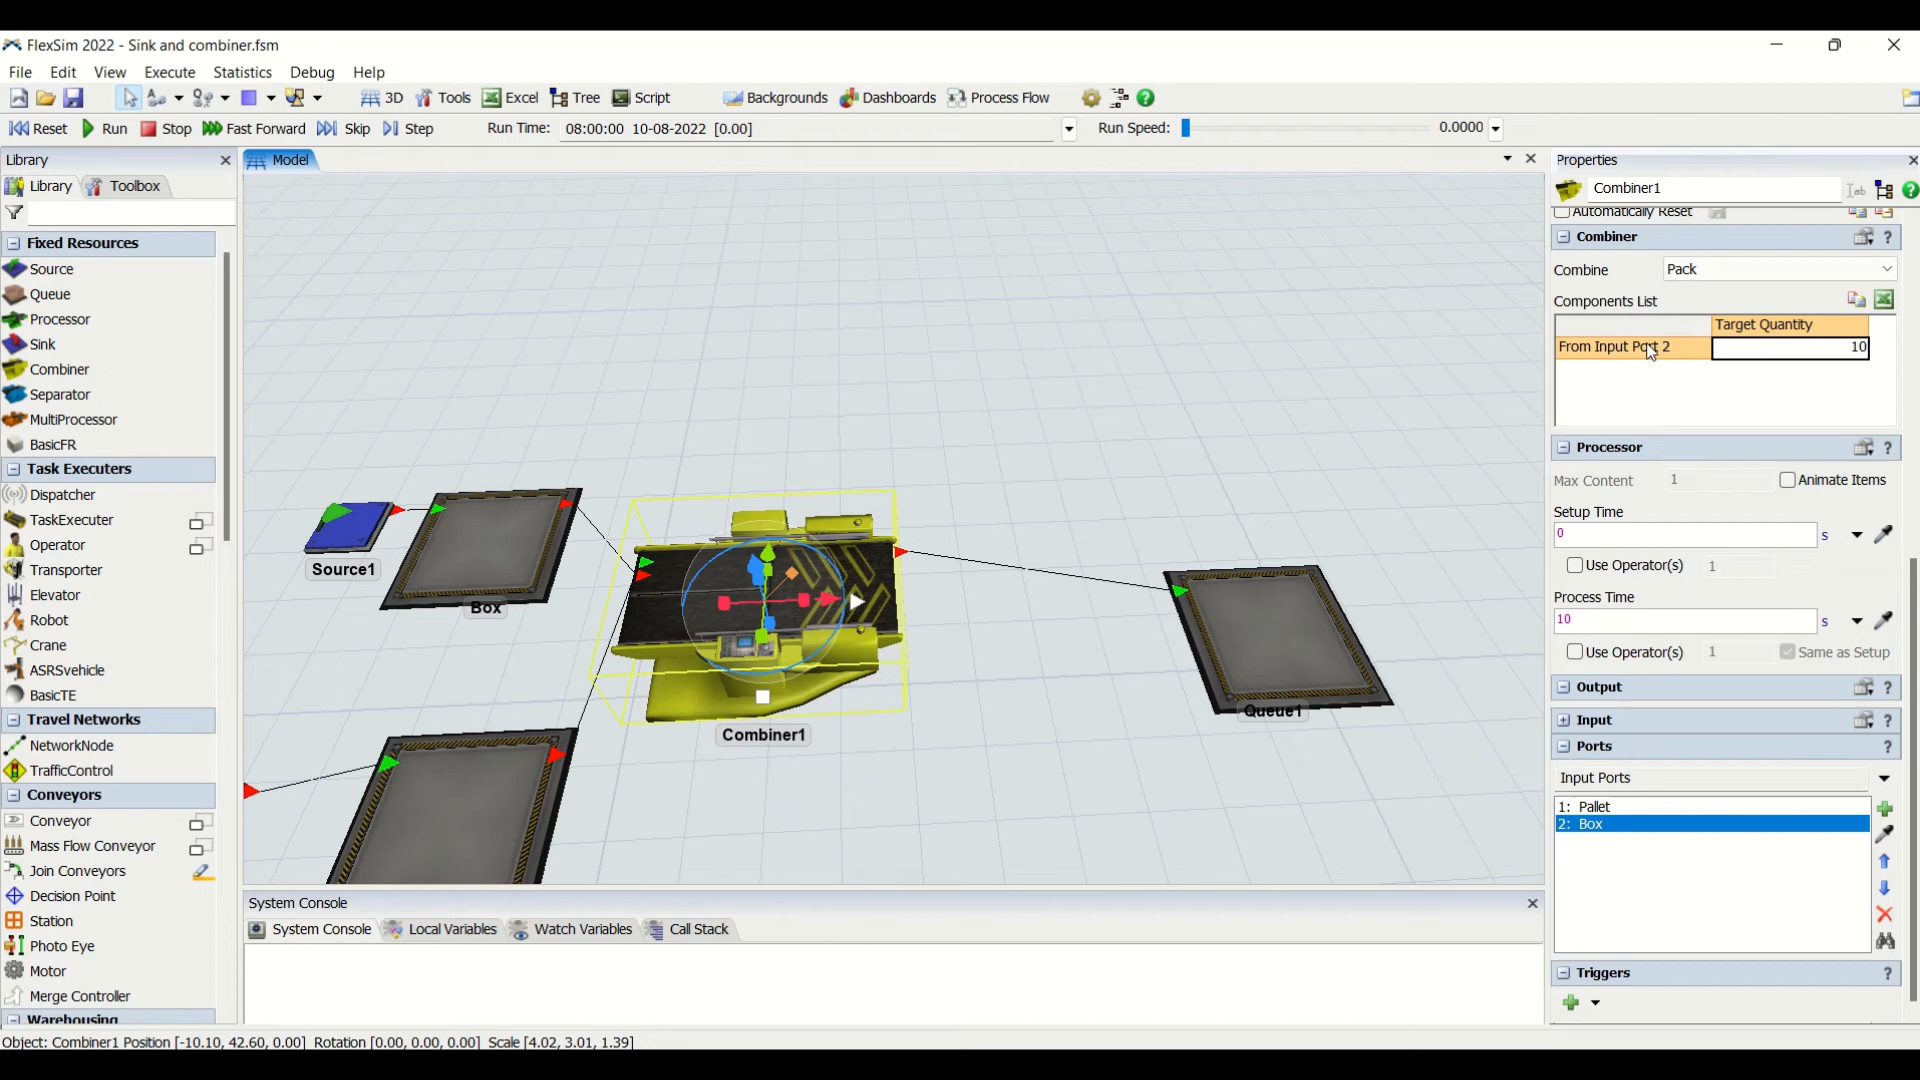 FlexSim 2022 - Sink and combiner.fsm
File Edit View Execute Statistics Debug Help
3D Tools Excel Tree Script Backgrounds Dashboards Process Flow
Reset Run Stop Fast Forward Skip Step Run Time: 08:00:00 10-08-2022 [0.00] Run Speed: 0.0000
Library
Library Toolbox
Fixed Resources
Source
Queue
Processor
Sink
Combiner
Separator
MultiProcessor
BasicFR
Task Executers
Dispatcher
TaskExecuter
Operator
Transporter
Elevator
Robot
Crane
ASRSvehicle
BasicTE
Travel Networks
NetworkNode
TrafficControl
Conveyors
Conveyor
Mass Flow Conveyor
Join Conveyors
Decision Point
Station
Photo Eye
Motor
Merge Controller
Warehousing
Model
Source1
Box
Combiner1
Queue1
System Console
System Console Local Variables Watch Variables Call Stack
Properties
Combiner1
Automatically Reset
Combiner
Combine Pack
Components List
Target Quantity
From Input Port 2 10
Processor
Max Content 1 Animate Items
Setup Time
0 s
Use Operator(s) 1
Process Time
10 s
Use Operator(s) 1 Same as Setup
Output
Input
Ports
Input Ports
1: Pallet
2: Box
Triggers
Object: Combiner1 Position [-10.10, 42.60, 0.00] Rotation [0.00, 0.00, 0.00] Scale [4.02, 3.01, 1.39]